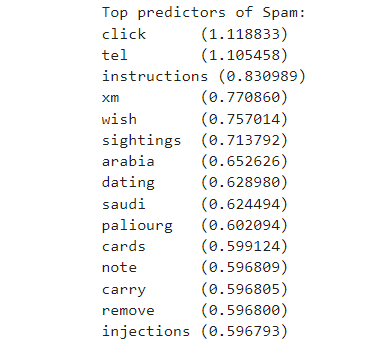 Top predictors of Spam:
click (1.118833)
tel (1.105458)
instructions (0.830989)
xm (0.770860)
wish (0.757014)
sightings (0.713792)
arabia (0.652626)
dating (0.628980)
saudi (0.624494)
paliourg (0.602094)
cards (0.599124)
note (0.596809)
carry (0.596805)
remove (0.596800)
injections (0.596793)